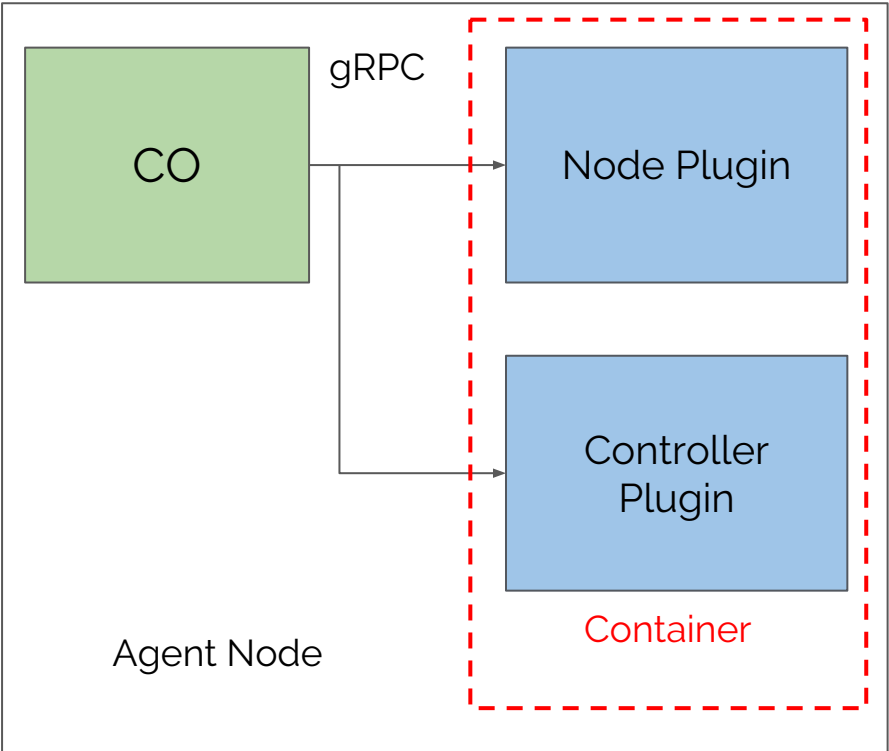 gRPC
CO
Node Plugin
Controller
Plugin
Container
Agent Node